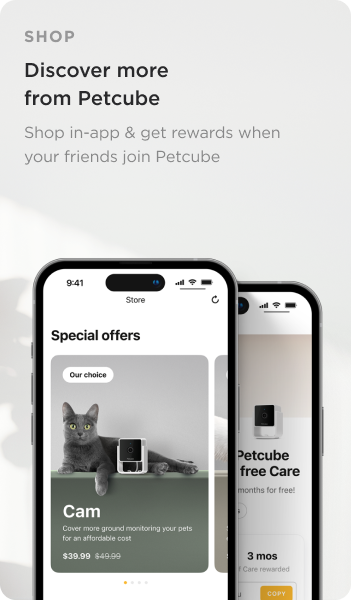 SHOP
Discover more
from Petcube
Shop in-app & get rewards when
your friends join Petcube
9:41
Store
Special offers
Our choice
Cam
Cover more ground monitoring your pets
for an affordable cost
$39.99 $49.99
Petcube
free Care
months for free!
3 mos
Care rewarded
COPY